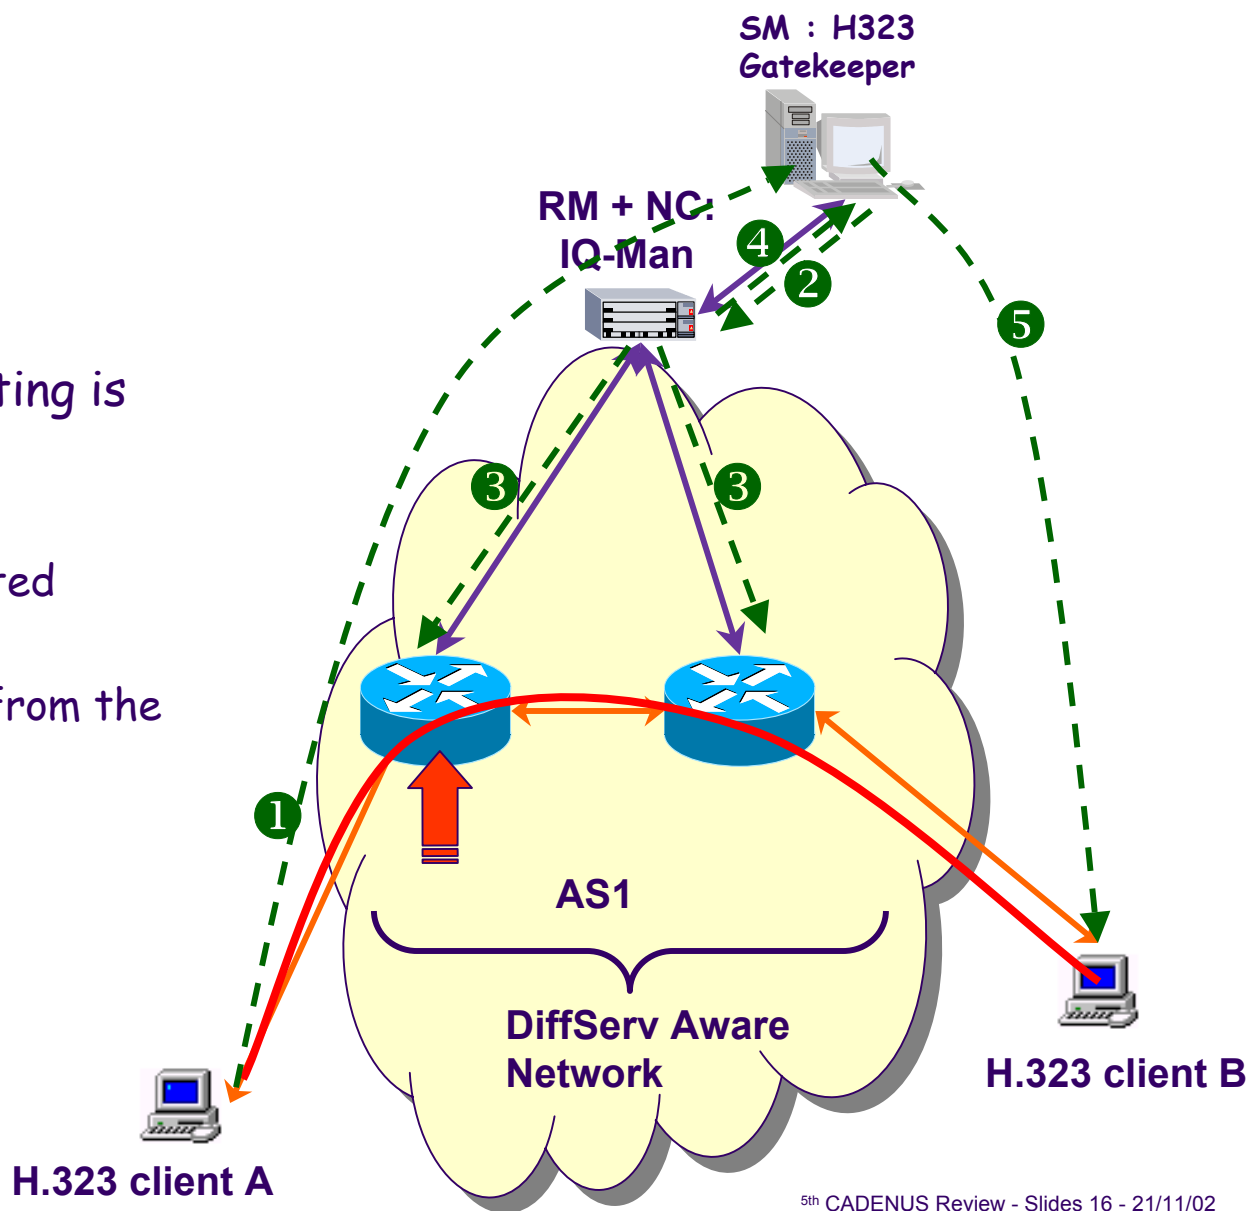 SM : H323
Gatekeeper
RM + NC:
IQ-Man
4
2
5
ting is
3
3
ted
from the
1
AS1
DiffServ Aware
Network
H.323 client B
H.323 client A
5th CADENUS Review - Slides 16 - 21/11/02